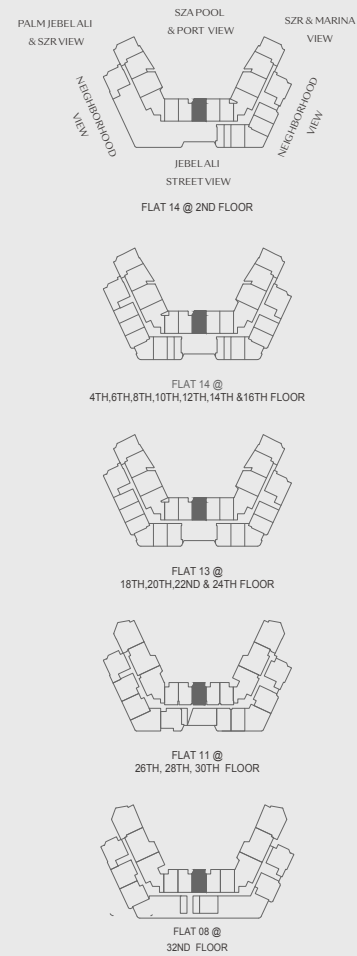 PALM JEBEL ALI
& SZR VIEW
SZA POOL
& PORT VIEW
SZR & MARINA
VIEW
NEIGHBORHOOD
VIEW
NEIGHBORHOOD
VIEW
JEBEL ALI
STREET VIEW
FLAT 14 @ 2ND FLOOR
FLAT 14 @
4TH,6TH,8TH,10TH,12TH,14TH &16TH FLOOR
FLAT 13 @
18TH,20TH,22ND & 24TH FLOOR
FLAT 11 @
26TH, 28TH, 30TH FLOOR
FLAT 08 @
32ND FLOOR